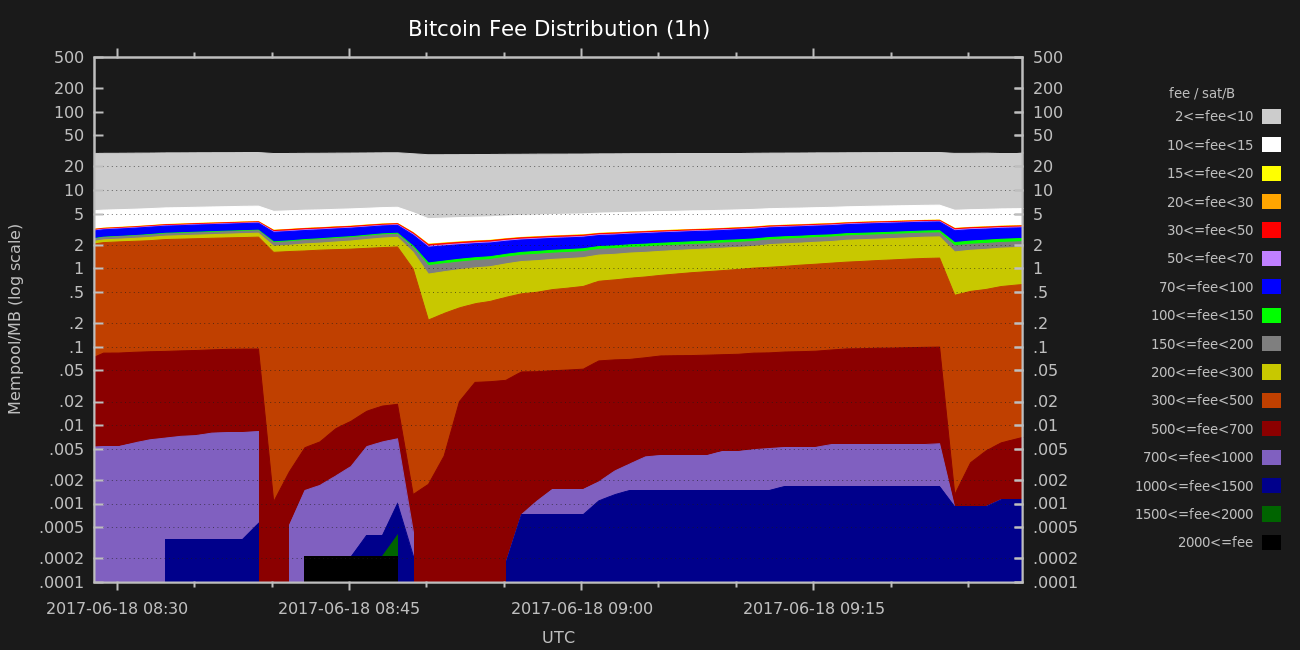 Bitcoin Fee Distribution (1h)
500
200
100
50
20
10
5
2
1
.5
.2
.1
.05
.02
.01
.005
.002
.001
.0005
.0002
.0001
Mempool/MB (log scale)
500
200
100
50
20
10
5
2
1
.5
.2
.1
.05
.02
.01
.005
.002
.001
.0005
.0002
.0001
2017-06-18 08:30
2017-06-18 08:45
2017-06-18 09:00
2017-06-18 09:15
UTC
fee / sat/B
2<=fee<10
10<=fee<15
15<=fee<20
20<=fee<30
30<=fee<50
50<=fee<70
70<=fee<100
100<=fee<150
150<=fee<200
200<=fee<300
300<=fee<500
500<=fee<700
700<=fee<1000
1000<=fee<1500
1500<=fee<2000
2000<=fee